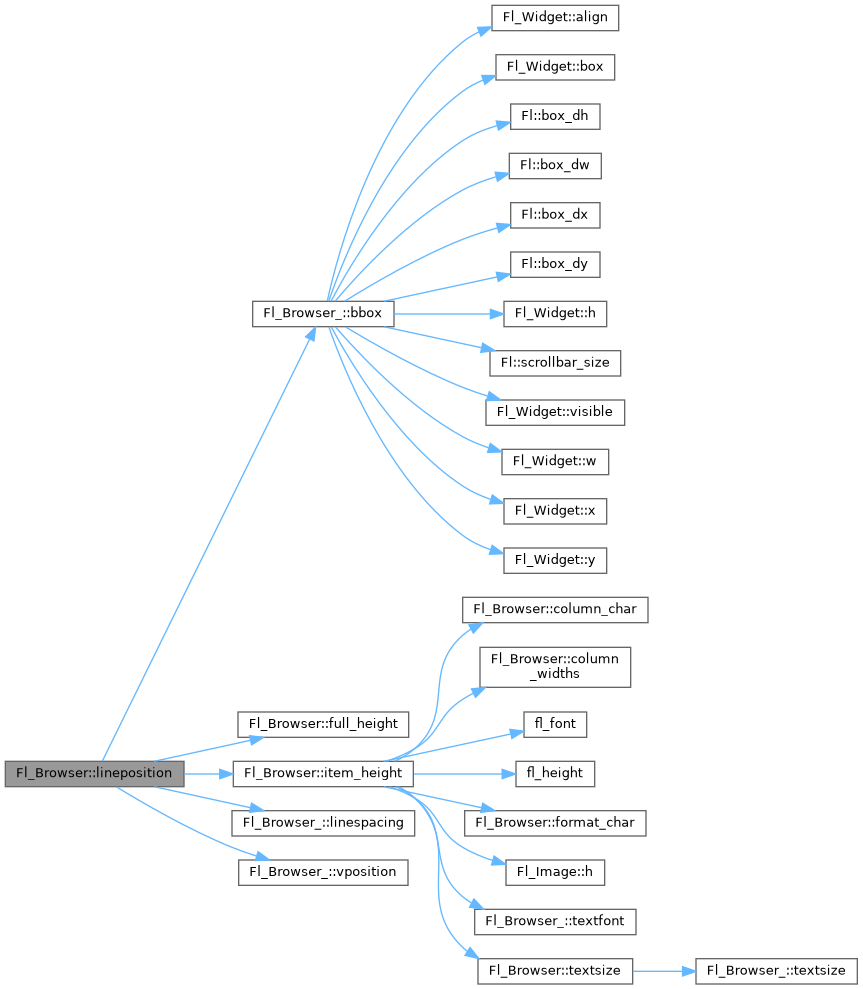 Fl_Widget::align
Fl_Widget::box
Fl::box_dh
Fl::box_dw
Fl::box_dx
Fl::box_dy
Fl_Browser_::bbox
Fl_Widget::h
Fl::scrollbar_size
Fl_Widget::visible
Fl_Widget::w
Fl_Widget::x
Fl_Widget::y
Fl_Browser::column_char
Fl_Browser::column
_widths
Fl_Browser::full_height
fl_font
Fl_Browser::lineposition
Fl_Browser::item_height
fl_height
Fl_Browser_::linespacing
Fl_Browser::format_char
Fl_Browser_::vposition
Fl_Image::h
Fl_Browser_::textfont
Fl_Browser::textsize
Fl_Browser_::textsize